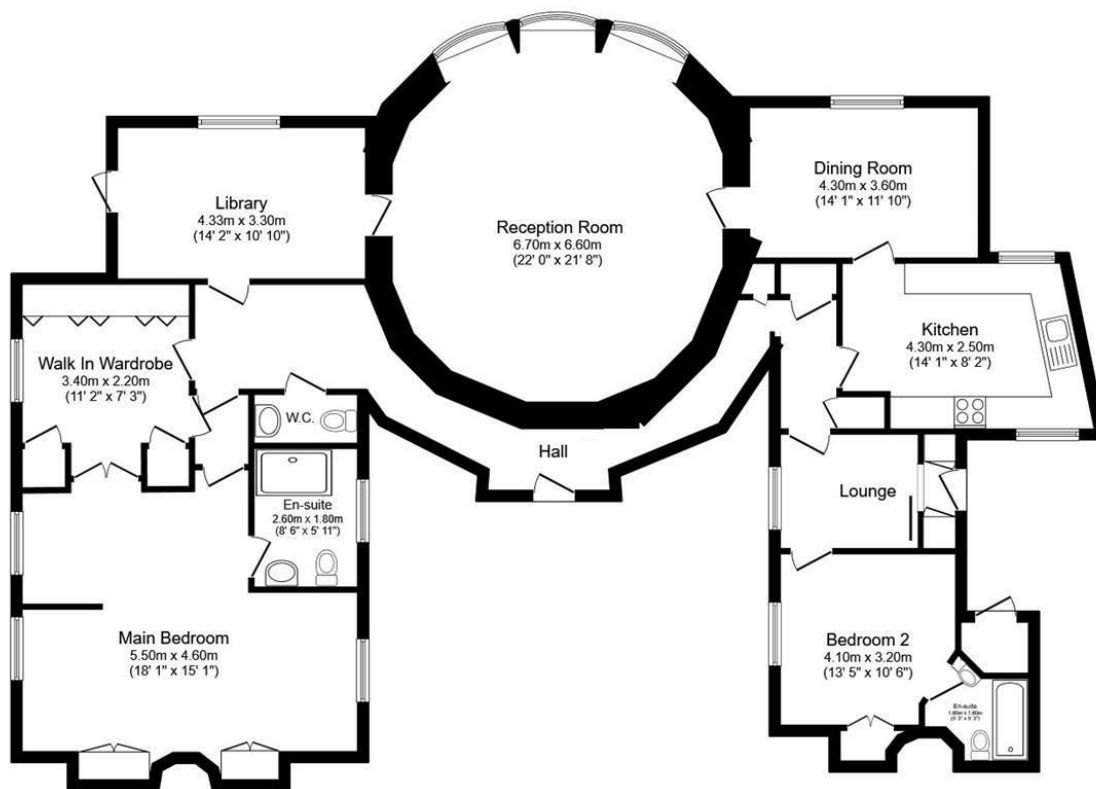 Library
4.33m x 3.30m
(14' 2" x 10' 10")
Reception Room
6.70m x 6.60m
(22' 0" x 21' 8")
Dining Room
4.30m x 3.60m
(14' 1" x 11' 10")
Kitchen
4.30m x 2.50m
(14' 1" x 8' 2")
Walk In Wardrobe
3.40m x 2.20m
(11' 2" x 7' 3")
W.C.
Hall
En-suite
2.60m x 1.80m
(8' 6" x 5' 11")
Lounge
Main Bedroom
5.50m x 4.60m
(18' 1" x 15' 1")
Bedroom 2
4.10m x 3.20m
(13' 5" x 10' 6")
En-suite